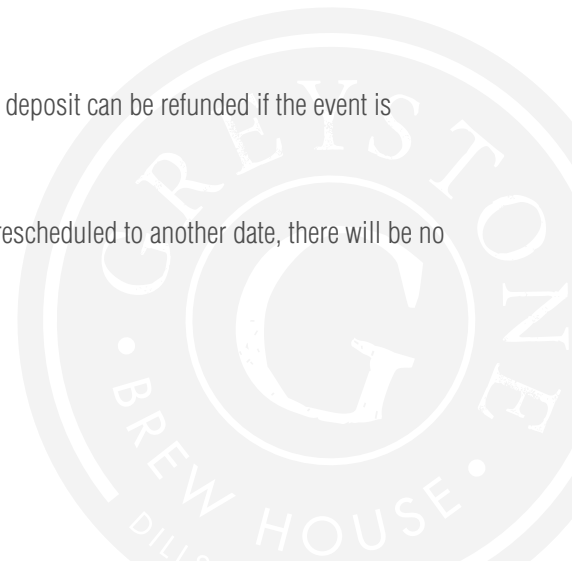 deposit can be refunded if the event is
rescheduled to another date, there will be no
GREYSTONE
G
BREW HOUSE